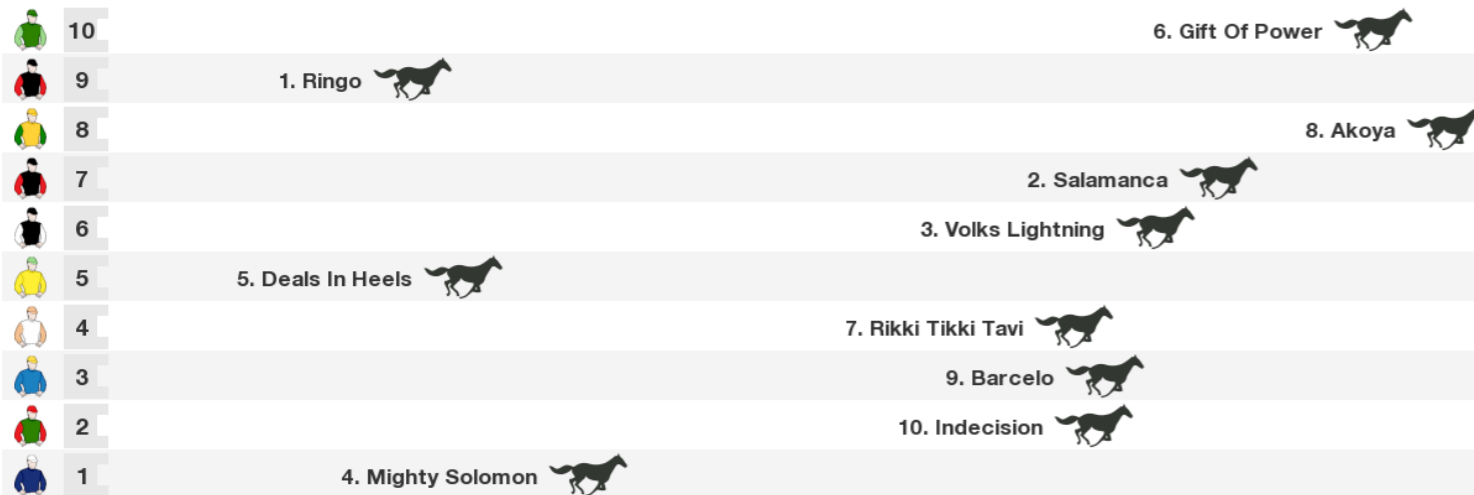 10 6. Gift Of Power
9 1. Ringo
8 8. Akoya
7 2. Salamanca
6 3. Volks Lightning
5 5. Deals In Heels
4 7. Rikki Tikki Tavi
3 9. Barcelo
2 10. Indecision
1 4. Mighty Solomon